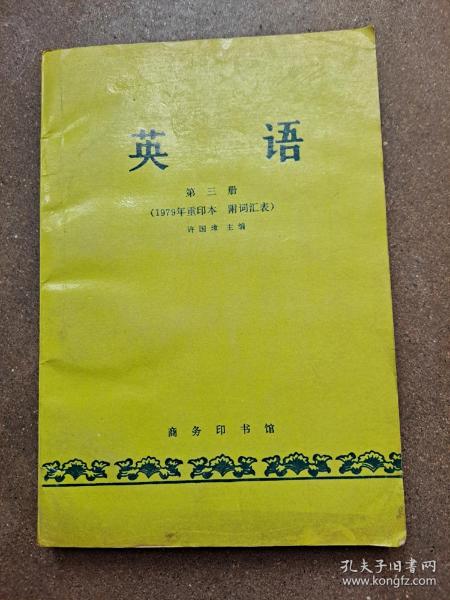 英 语
第三册
(1979年重印本 附词汇表)
许国璋 主编
商务印书馆
孔夫子旧书网
www.kongfz.com